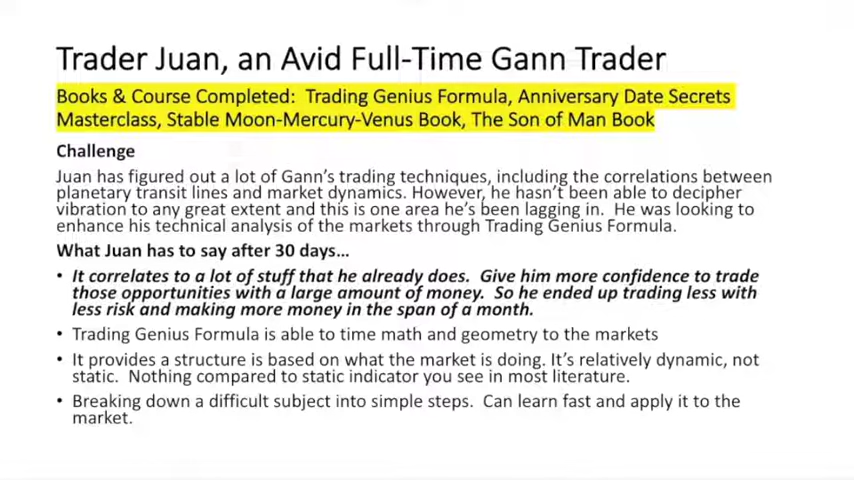 Trader Juan, an Avid Full-Time Gann Trader
Books & Course Completed: Trading Genius Formula, Anniversary Date Secrets
Masterclass, Stable Moon-Mercury-Venus Book, The Son of Man Book
Challenge
Juan has figured out a lot of Gann's trading techniques, including the correlations between
planetary transit lines and market dynamics. However, he hasn't been able to decipher
vibration to any great extent and this is one area he's been lagging in. He was looking to
enhance his technical analysis of the markets through Trading Genius Formula.
What Juan has to say after 30 days...
• It correlates to a lot of stuff that he already does. Give him more confidence to trade
those opportunities with a large amount of money. So he ended up trading less with
less risk and making more money in the span of a month.
• Trading Genius Formula is able to time math and geometry to the markets
• It provides a structure is based on what the market is doing. It's relatively dynamic, not
static. Nothing compared to static indicator you see in most literature.
• Breaking down a difficult subject into simple steps. Can learn fast and apply it to the
market.